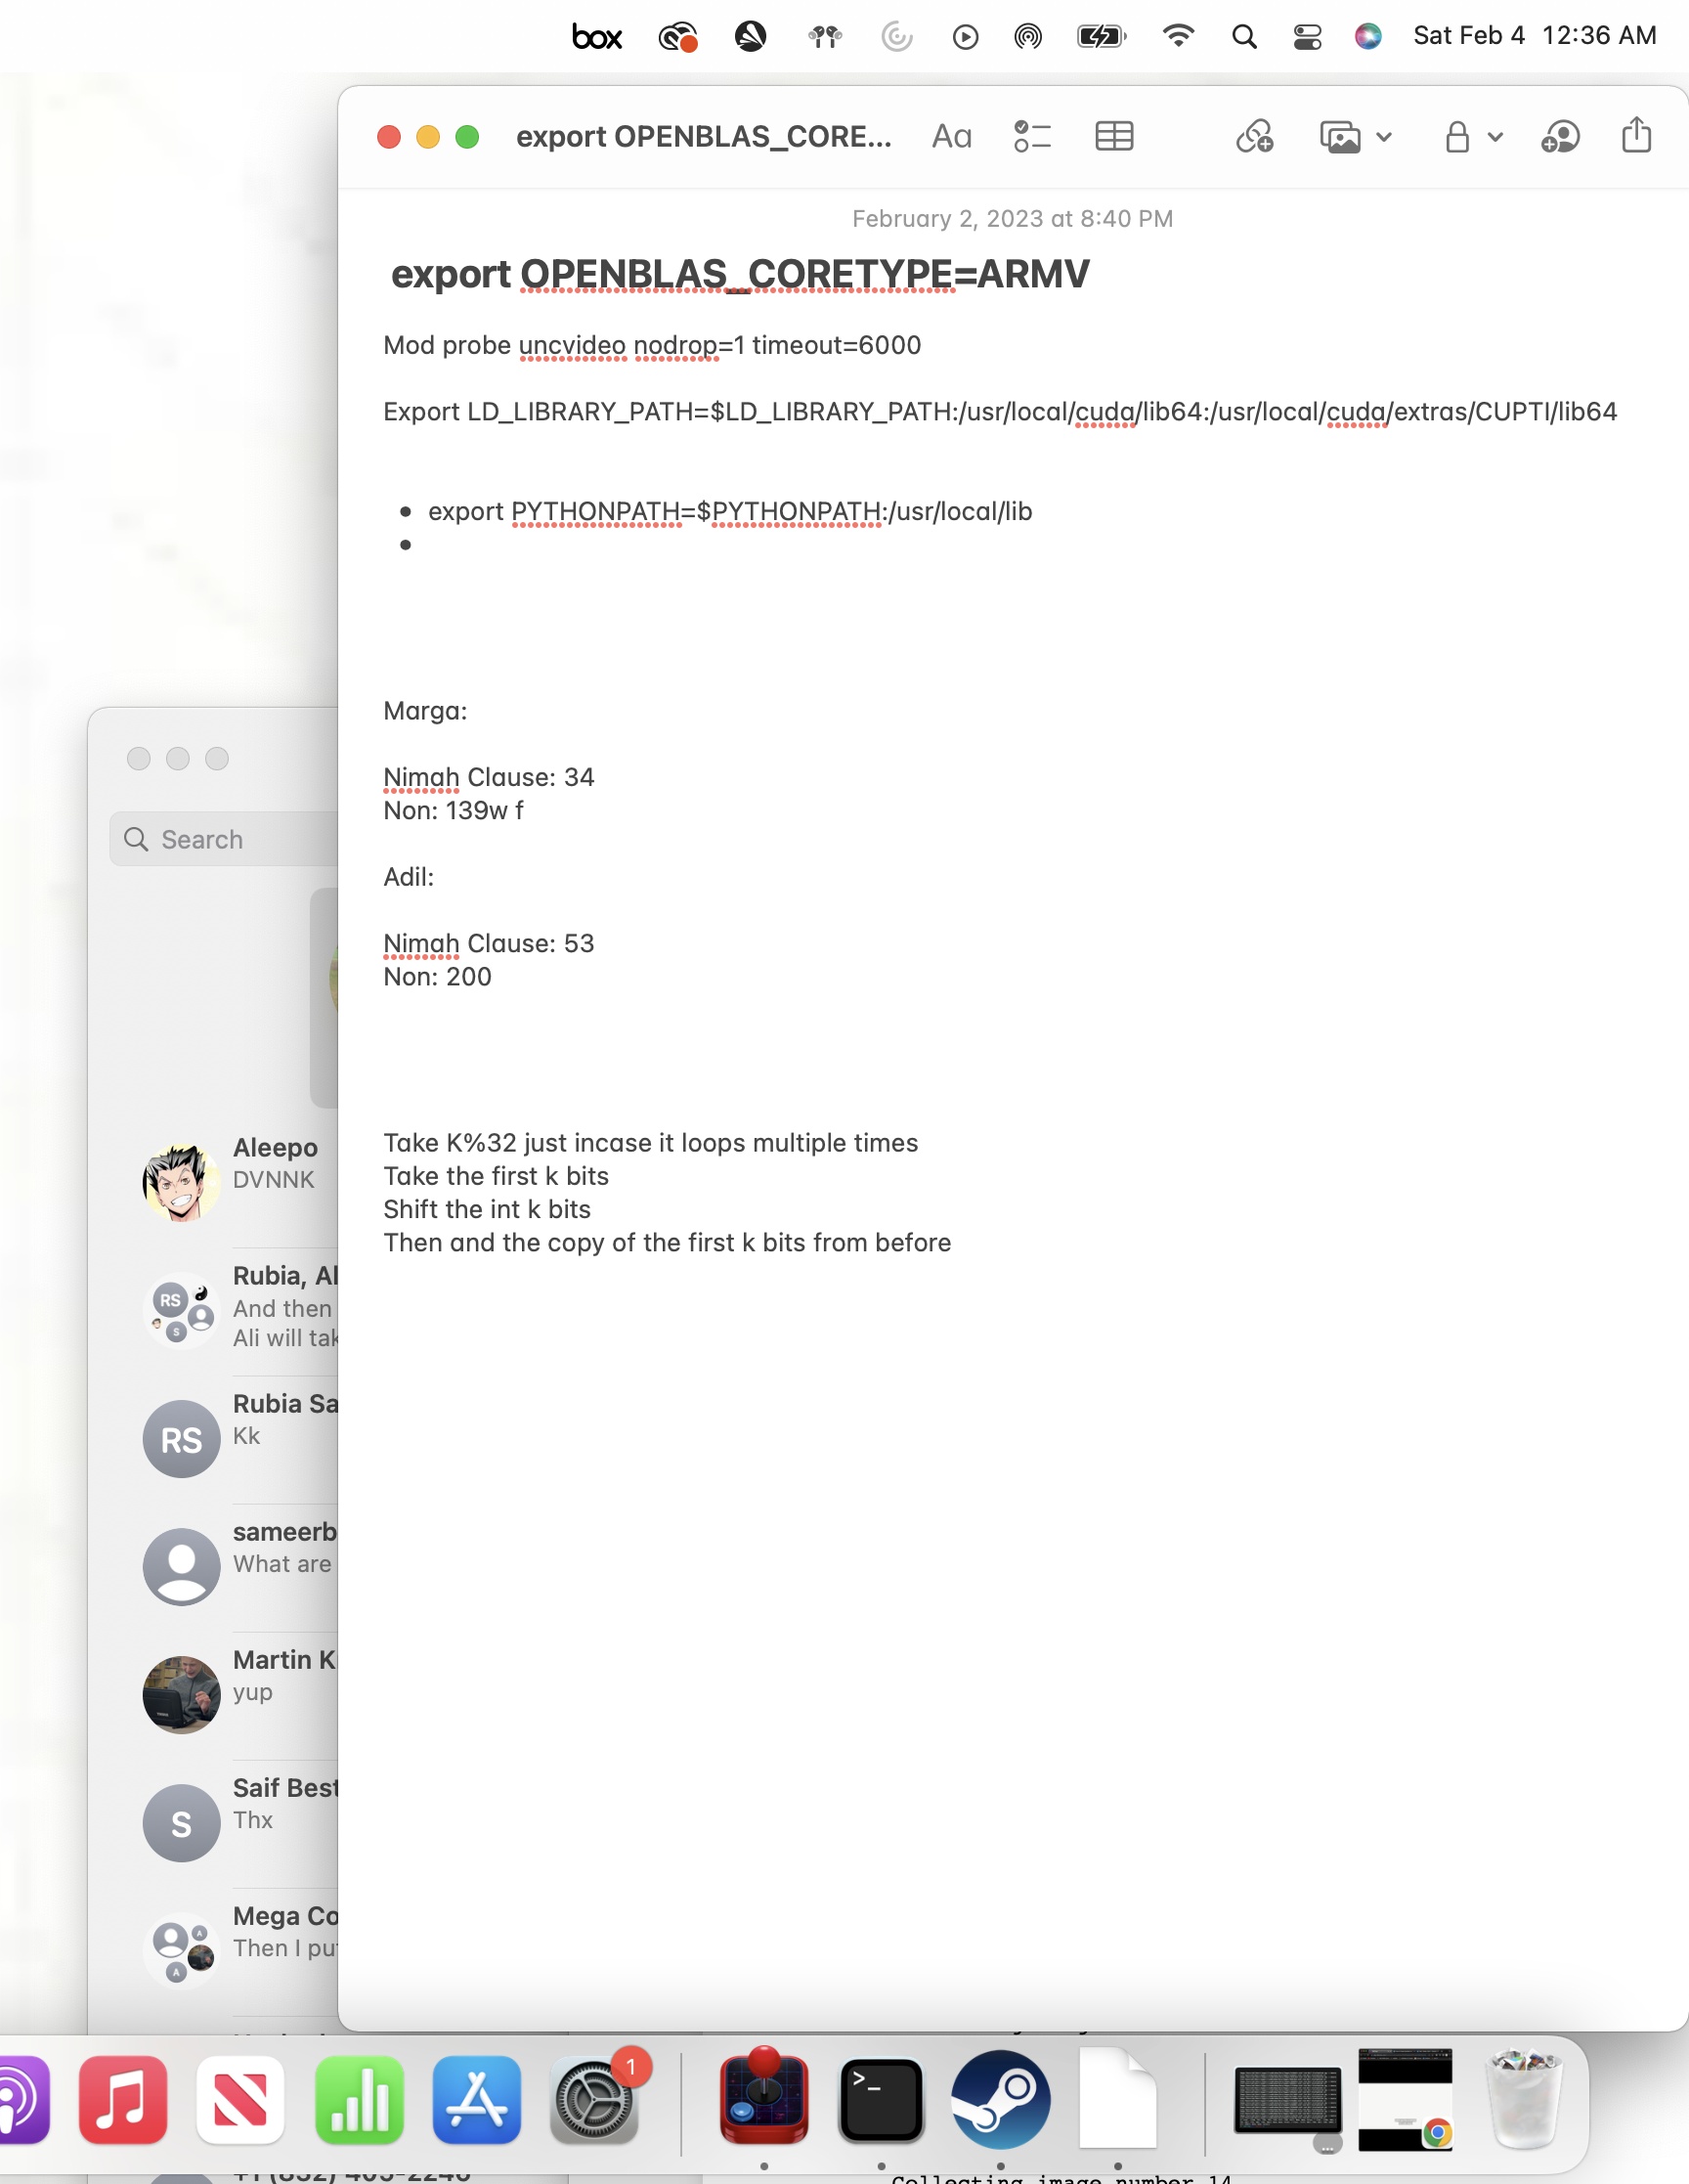 box
Sat Feb 4 12:36 AM
export OPENBLAS_CORE...
Aa
February 2, 2023 at 8:40 PM
export OPENBLAS_CORETYPE=ARMV
Mod probe uncvideo nodrop=1 timeout=6000
Export LD_LIBRARY_PATH=$LD_LIBRARY_PATH:/usr/local/cuda/lib64:/usr/local/cuda/extras/CUPTI/lib64
• export PYTHONPATH=$PYTHONPATH:/usr/local/lib
•
Marga:
Nimah Clause: 34
Non: 139w f
Adil:
Nimah Clause: 53
Non: 200
Take K%32 just incase it loops multiple times
Take the first k bits
Shift the int k bits
Then and the copy of the first k bits from before
Search
Aleepo
DVNNK
RS
S
Rubia, Al
And then
Ali will tak
RS
Rubia Sa
Kk
sameerb
What are
Martin K
yup
S
Saif Best
Thx
A
A
Mega Co
Then I put
1
>_
+1 (832) 405-2240
Collecting image number 14